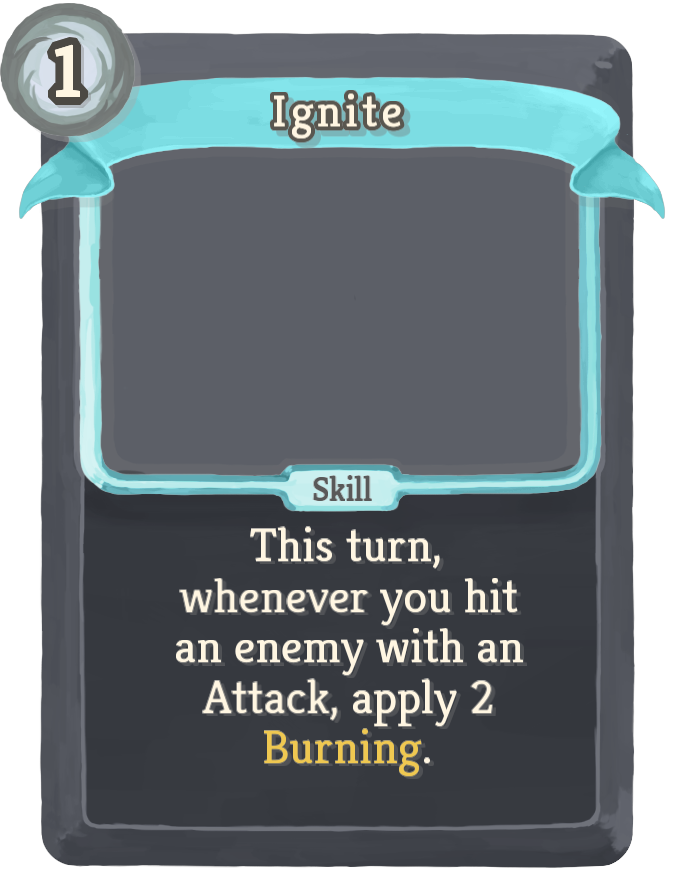 1
Ignite
Skill
This turn,
whenever you hit
an enemy with an
Attack, apply 2
Burning.